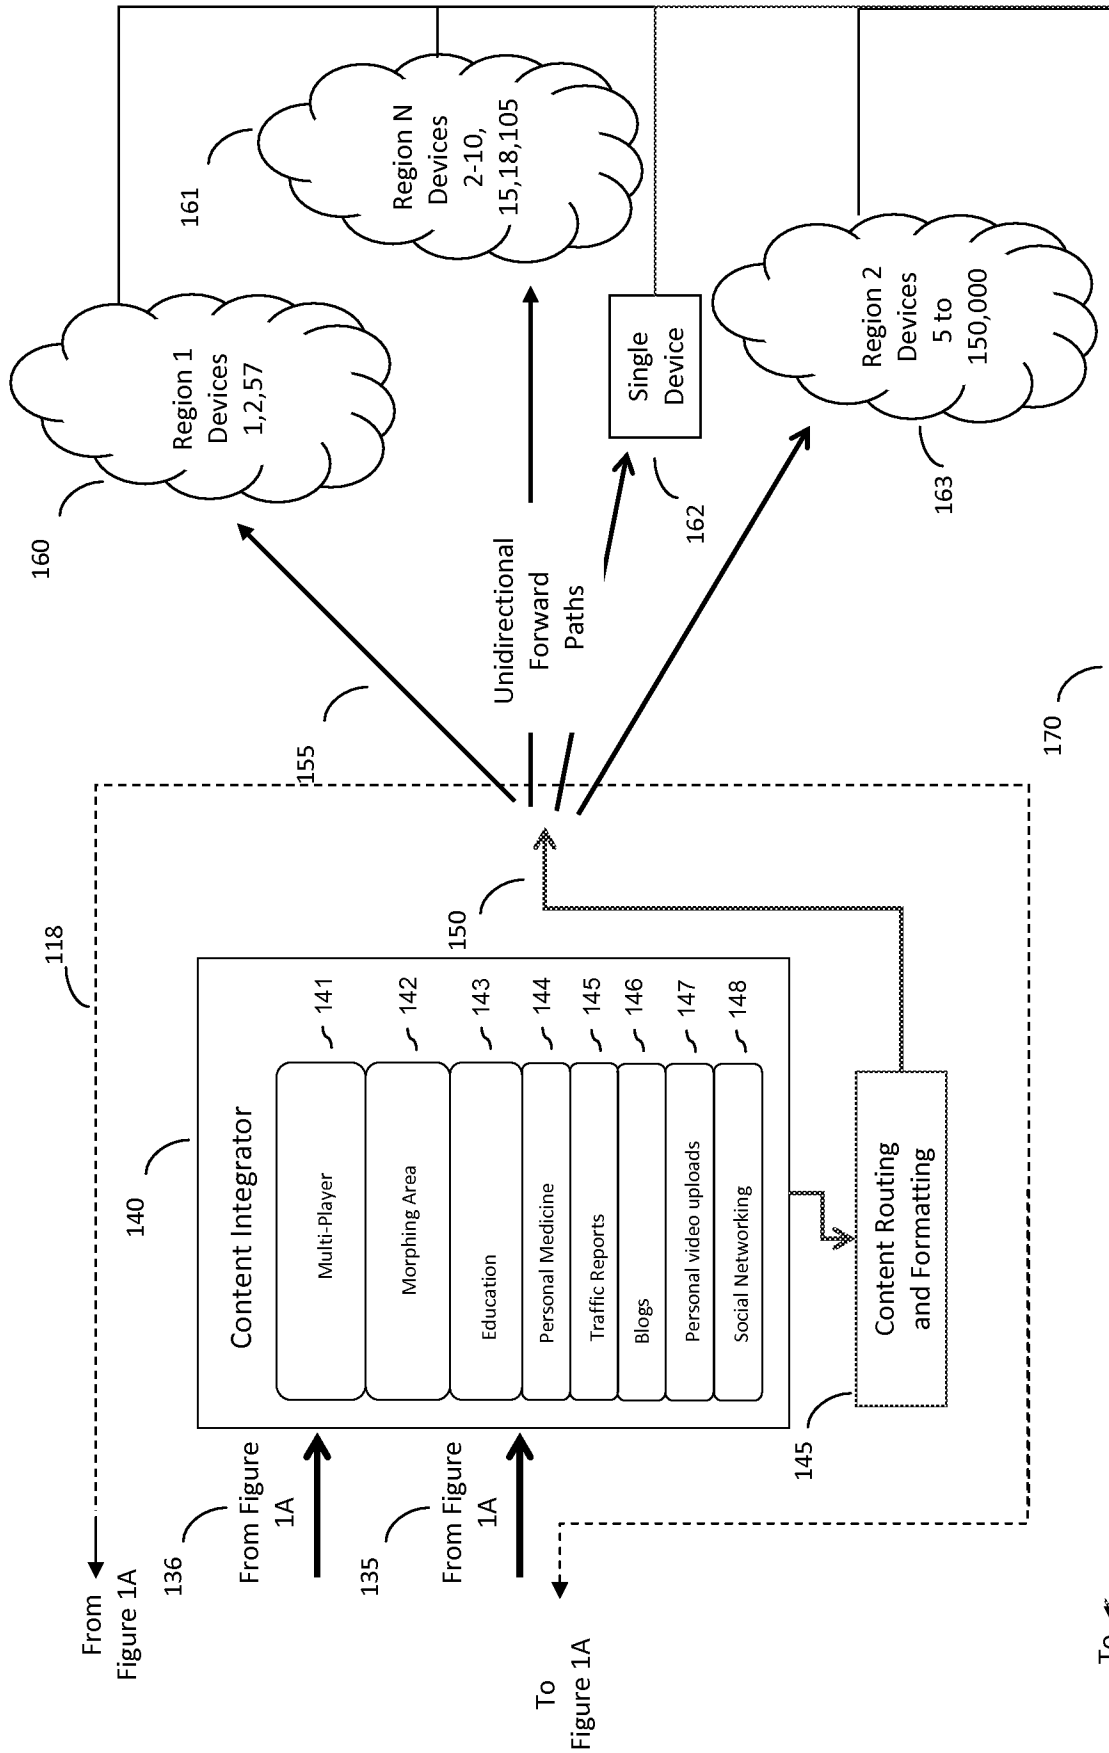 From
Figure 1A
118
136
From Figure
1A
135
From Figure
1A
To
Figure 1A
140
Content Integrator
Multi-Player
141
Morphing Area
142
Education
143
Personal Medicine
144
Traffic Reports
145
Blogs
146
Personal video uploads
147
Social Networking
148
145
Content Routing
and Formatting
150
155
Unidirectional
Forward
Paths
160
Region 1
Devices
1,2,57
161
Region N
Devices
2-10,
15,18,105
162
Single
Device
163
Region 2
Devices
5 to
150,000
170
To